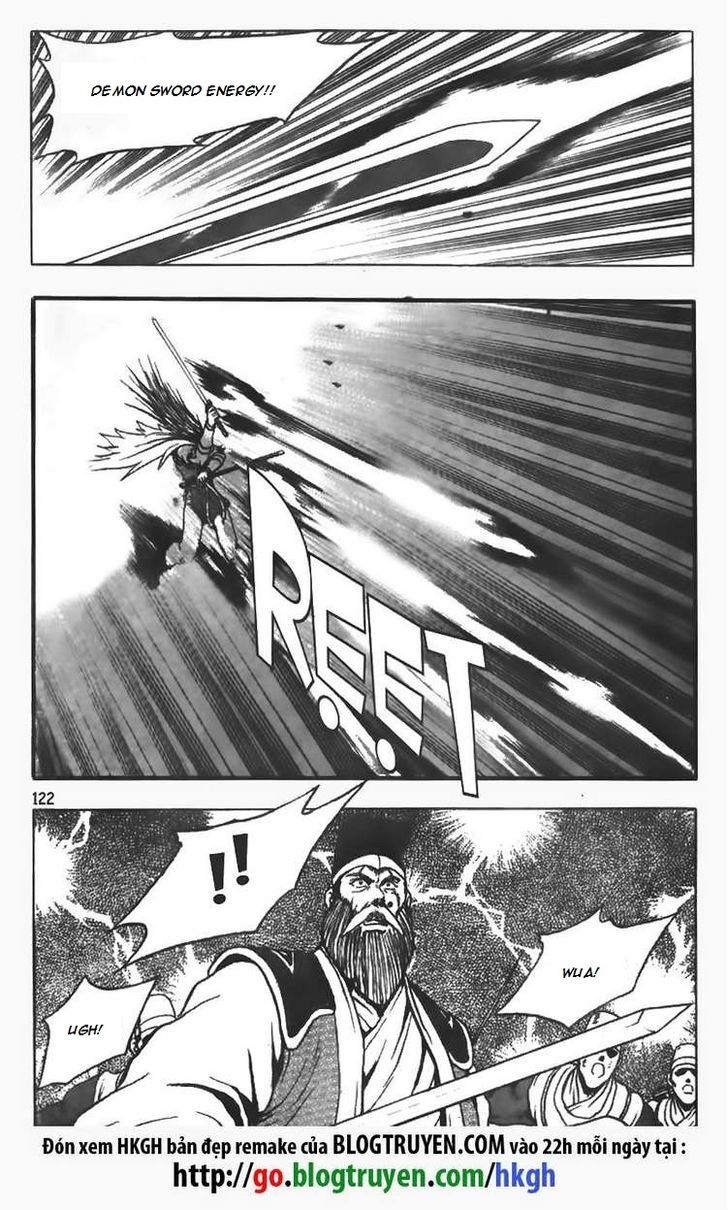 DEMON SWORD ENERGY!!
REET
122
!!
UGH!
WUA!
Đón xem HKGH bản đẹp remake của BLOGTRUYEN.COM vào 22h mỗi ngày tại :
http://go.blogtruyen.com/hkgh